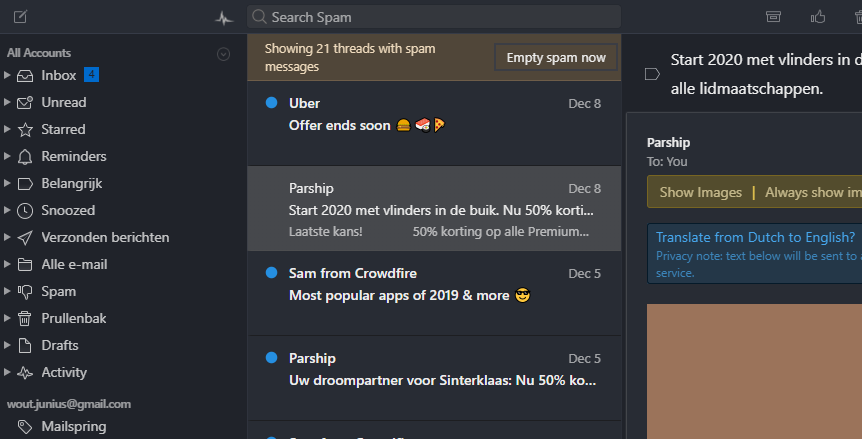 Search Spam
All Accounts
Inbox 4
Unread
Starred
Reminders
Belangrijk
Snoozed
Verzonden berichten
Alle e-mail
Spam
Prullenbak
Drafts
Activity
wout.junius@gmail.com
Mailspring
Showing 21 threads with spam
messages
Empty spam now
Uber Dec 8
Offer ends soon 🍔 🍣 🍕
Parship Dec 8
Start 2020 met vlinders in de buik. Nu 50% korti...
Laatste kans! 50% korting op alle Premium...
Sam from Crowdfire Dec 5
Most popular apps of 2019 & more 😎
Parship Dec 5
Uw droompartner voor Sinterklaas: Nu 50% ko...
Start 2020 met vlinders in d
alle lidmaatschappen.
Parship
To: You
Show Images | Always show im
Translate from Dutch to English?
Privacy note: text below will be sent to a
service.